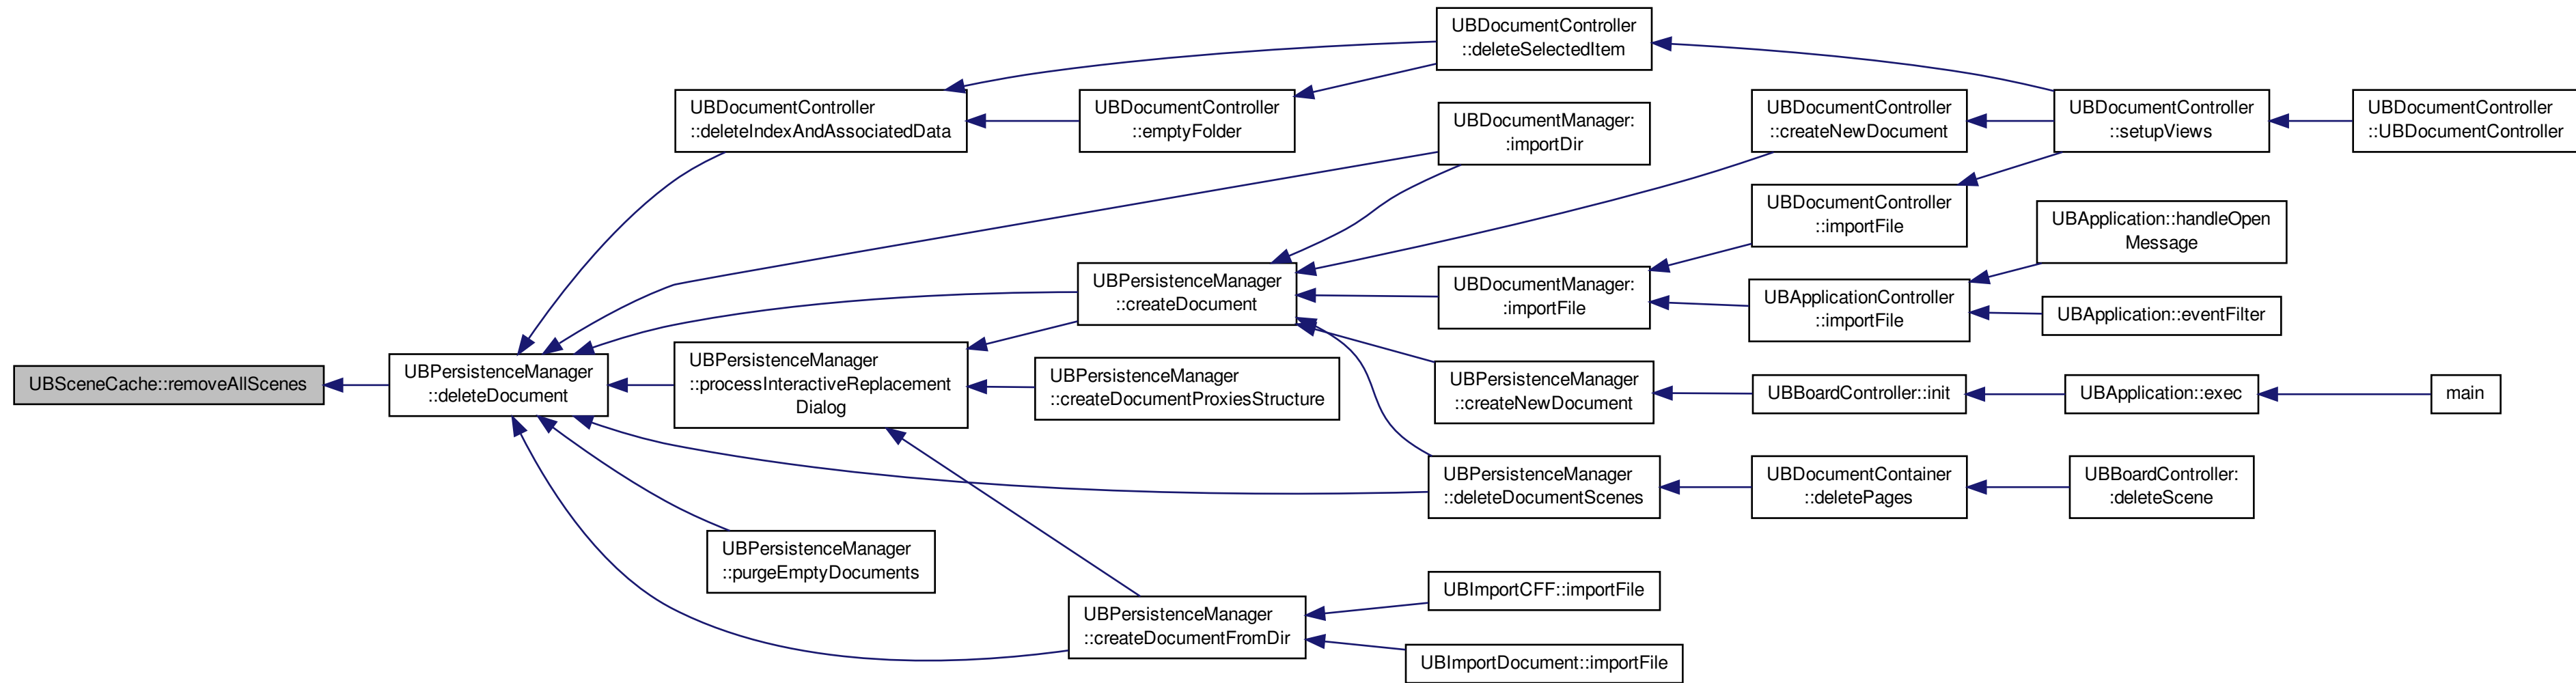 UBDocumentController
::deleteSelectedItem
UBDocumentController
::deleteIndexAndAssociatedData
UBDocumentController
::emptyFolder
UBDocumentManager:
:importDir
UBDocumentController
::createNewDocument
UBDocumentController
::setupViews
UBDocumentController
::UBDocumentController
UBDocumentController
::importFile
UBApplication::handleOpen
Message
UBPersistenceManager
::createDocument
UBDocumentManager:
:importFile
UBApplicationController
::importFile
UBApplication::eventFilter
UBSceneCache::removeAllScenes
UBPersistenceManager
::deleteDocument
UBPersistenceManager
::processInteractiveReplacement
Dialog
UBPersistenceManager
::createDocumentProxiesStructure
UBPersistenceManager
::createNewDocument
UBBoardController::init
UBApplication::exec
main
UBPersistenceManager
::deleteDocumentScenes
UBDocumentContainer
::deletePages
UBBoardController:
:deleteScene
UBPersistenceManager
::purgeEmptyDocuments
UBPersistenceManager
::createDocumentFromDir
UBImportCFF::importFile
UBImportDocument::importFile